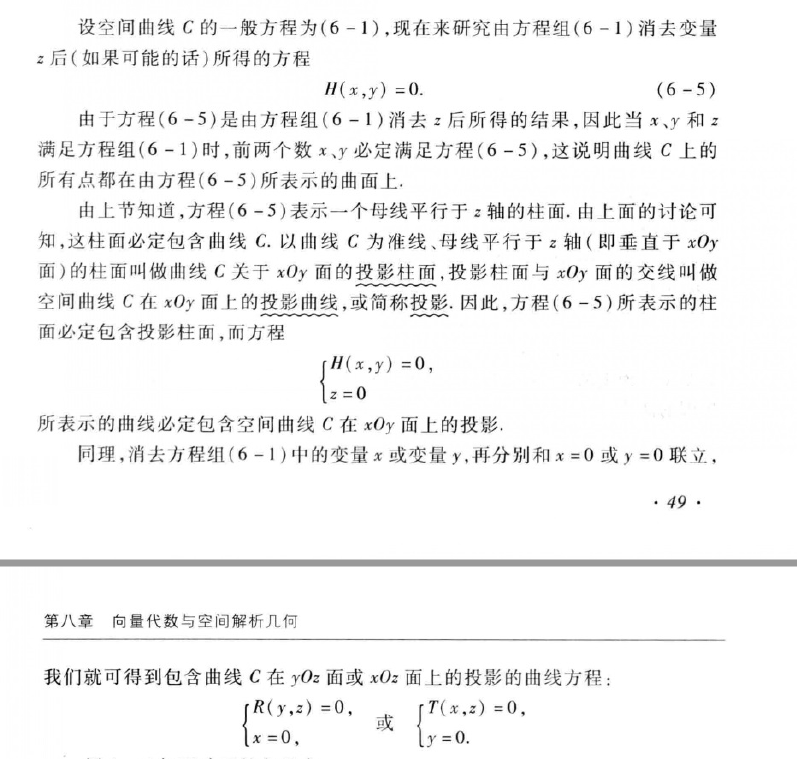 设空间曲线 C 的一般方程为(6-1),现在来研究由方程组(6-1)消去变量
z 后(如果可能的话)所得的方程
H(x,y)=0. (6-5)
由于方程(6-5)是由方程组(6-1)消去 z 后所得的结果,因此当 x、y 和 z
满足方程组(6-1)时,前两个数 x、y 必定满足方程(6-5),这说明曲线 C 上的
所有点都在由方程(6-5)所表示的曲面上.
由上节知道,方程(6-5)表示一个母线平行于 z 轴的柱面. 由上面的讨论可
知,这柱面必定包含曲线 C. 以曲线 C 为准线、母线平行于 z 轴(即垂直于 xOy
面)的柱面叫做曲线 C 关于 xOy 面的投影柱面,投影柱面与 xOy 面的交线叫做
空间曲线 C 在 xOy 面上的投影曲线,或简称投影. 因此,方程(6-5)所表示的柱
面必定包含投影柱面,而方程
H(x,y)=0,
z=0
所表示的曲线必定包含空间曲线 C 在 xOy 面上的投影.
同理,消去方程组(6-1)中的变量 x 或变量 y,再分别和 x=0 或 y=0 联立,
· 49 ·
第八章 向量代数与空间解析几何
我们就可得到包含曲线 C 在 yOz 面或 xOz 面上的投影的曲线方程:
R(y,z)=0, 或 T(x,z)=0,
x=0, y=0.